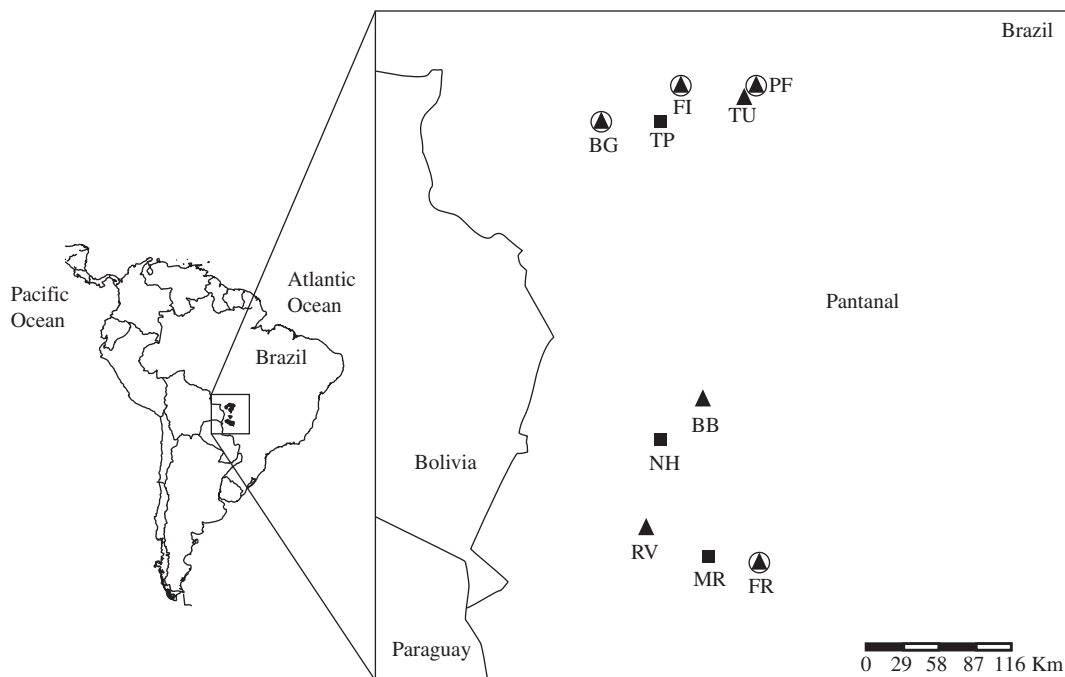 Brazil
PF
FI
TU
BG
TP
Pacific
Ocean
Atlantic
Ocean
Brazil
Pantanal
BB
NH
Bolivia
RV
MR
FR
Paraguay
0 29 58 87 116 Km